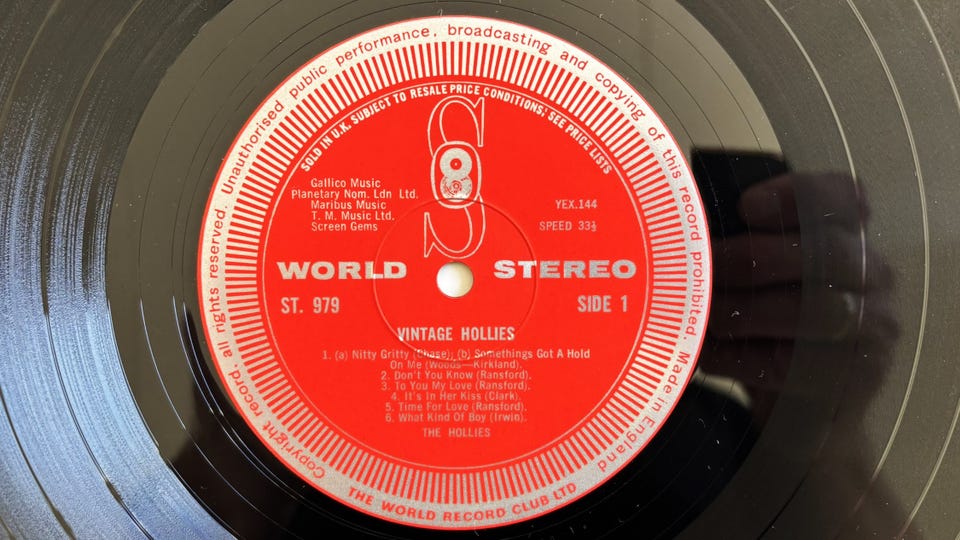 Copyright record. all rights reserved. Unauthorised public performance, broadcasting and copying of this record prohibited. Made in England
SOLD IN U.K. SUBJECT TO RESALE PRICE CONDITIONS; SEE PRICE LISTS
Gallico Music
Planetary Nom. Ldn Ltd.
Maribus Music
T. M. Music Ltd.
Screen Gems
YEX.144
SPEED 33⅓
WORLD STEREO
ST. 979
SIDE 1
VINTAGE HOLLIES
1. (a) Nitty Gritty (Chase); (b) Somethings Got A Hold
On Me (Woods—Kirkland).
2. Don't You Know (Ransford).
3. To You My Love (Ransford).
4. It's In Her Kiss (Clark).
5. Time For Love (Ransford).
6. What Kind Of Boy (Irwin).
THE HOLLIES
THE WORLD RECORD CLUB LTD